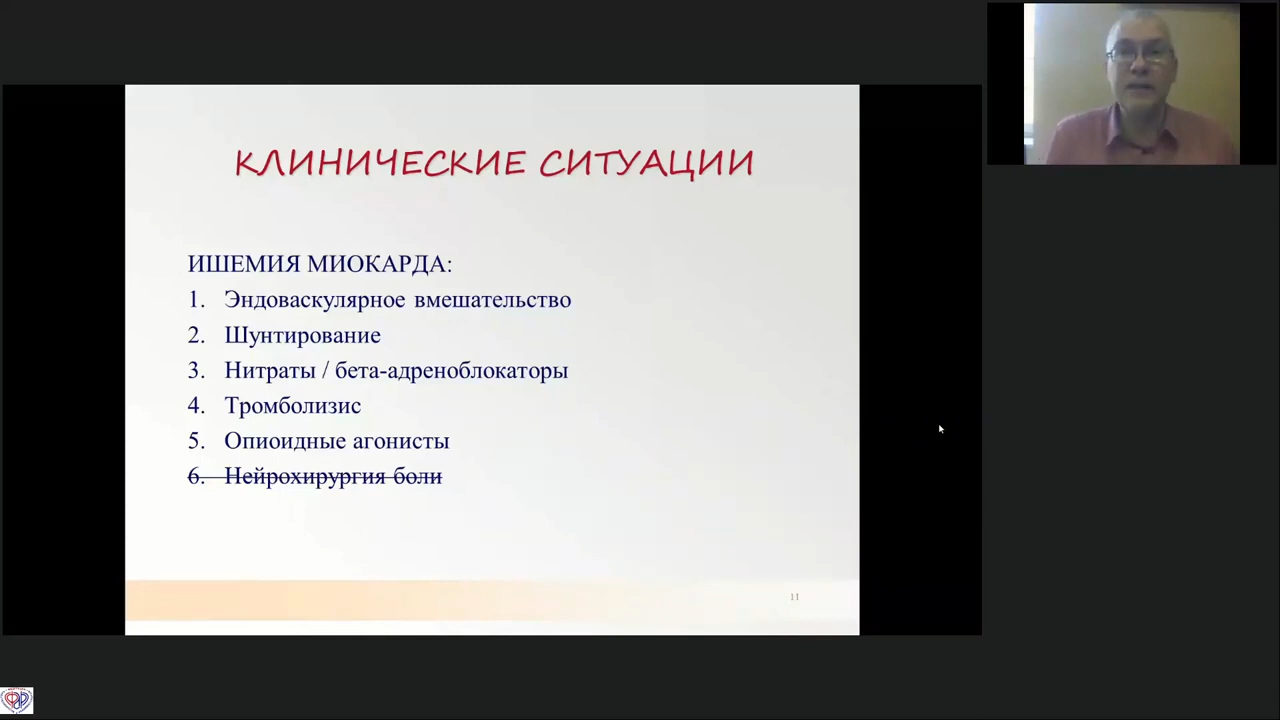 КЛИНИЧЕСКИЕ СИТУАЦИИ
ИШЕМИЯ МИОКАРДА:
1. Эндоваскулярное вмешательство
2. Шунтирование
3. Нитраты / бета-адреноблокаторы
4. Тромболизис
5. Опиоидные агонисты
6. Нейрохирургия боли
11